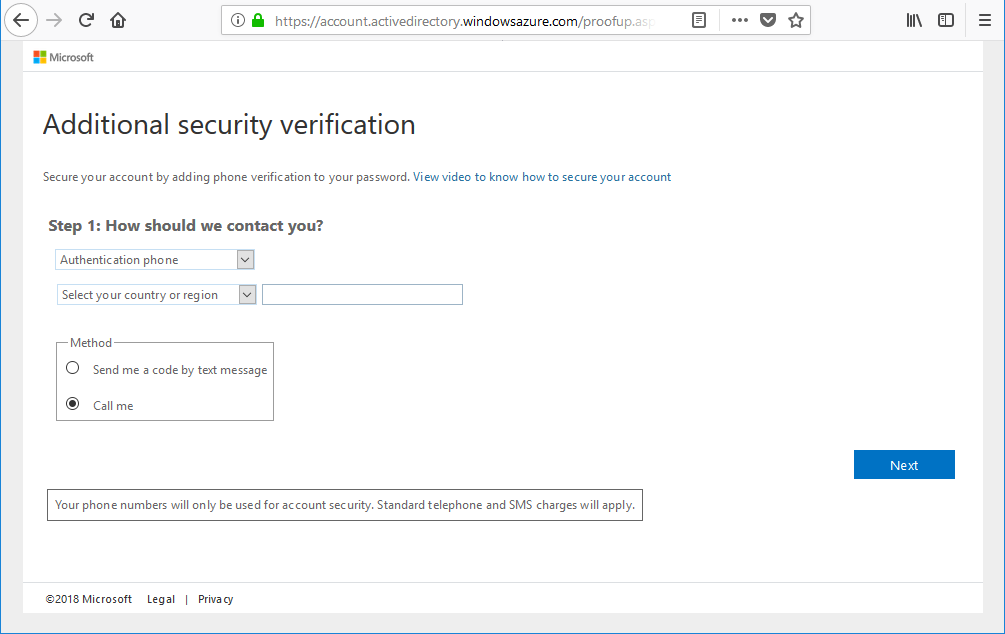 https://account.activedirectory.windowsazure.com/proofup.asp
Microsoft
Additional security verification
Secure your account by adding phone verification to your password. View video to know how to secure your account
Step 1: How should we contact you?
Authentication phone
Select your country or region
Method
Send me a code by text message
Call me
Next
Your phone numbers will only be used for account security. Standard telephone and SMS charges will apply.
©2018 Microsoft Legal | Privacy